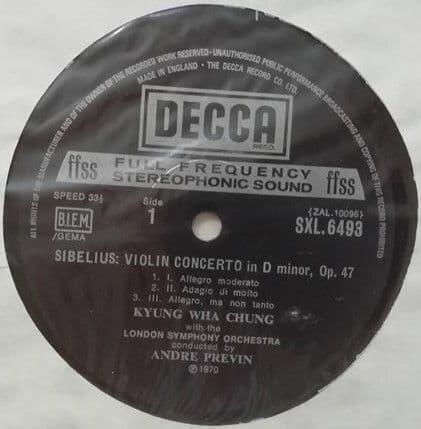 ALL RIGHTS OF THE MANUFACTURER AND OF THE OWNER OF THE RECORDED WORK RESERVED-UNAUTHORISED PUBLIC PERFORMANCE BROADCASTING AND COPYING OF THIS RECORD PROHIBITED
MADE IN ENGLAND • THE DECCA RECORD CO. LTD.
DECCA
REGD.
ffss FULL FREQUENCY STEREOPHONIC SOUND ffss
SPEED 33⅓
Side
1
(ZAL.10096)
SXL.6493
B.I.E.M.
/GEMA
SIBELIUS: VIOLIN CONCERTO in D minor, Op. 47
1. I. Allegro moderato
2. II. Adagio di molto
3. III. Allegro, ma non tanto
KYUNG WHA CHUNG
with the
LONDON SYMPHONY ORCHESTRA
conducted by
ANDRE PREVIN
℗ 1970